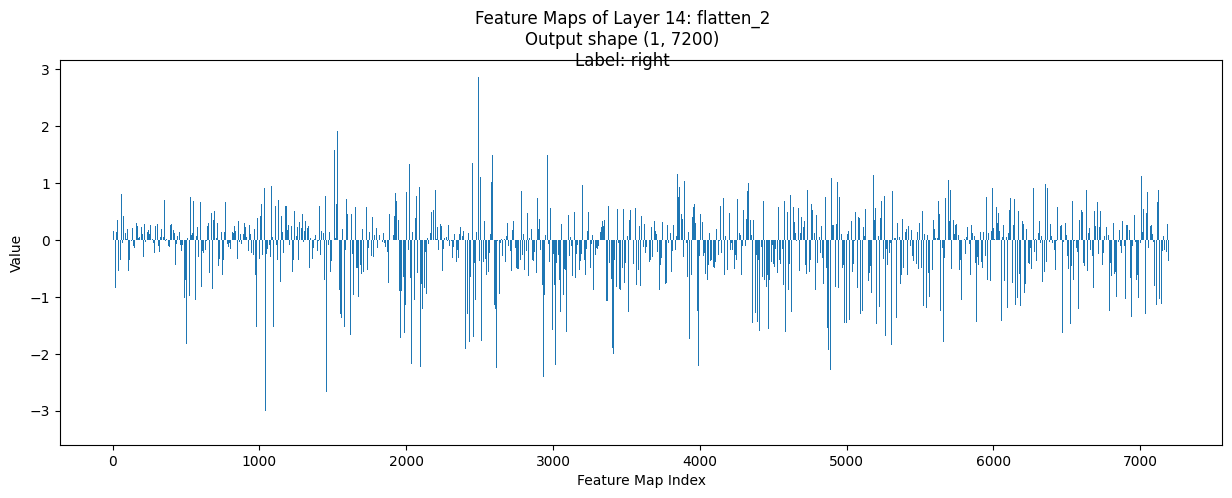 Feature Maps of Layer 14: flatten_2
Output shape (1, 7200)
Label: right
3
2
1
0
−1
−2
−3
Value
0 1000 2000 3000 4000 5000 6000 7000
Feature Map Index